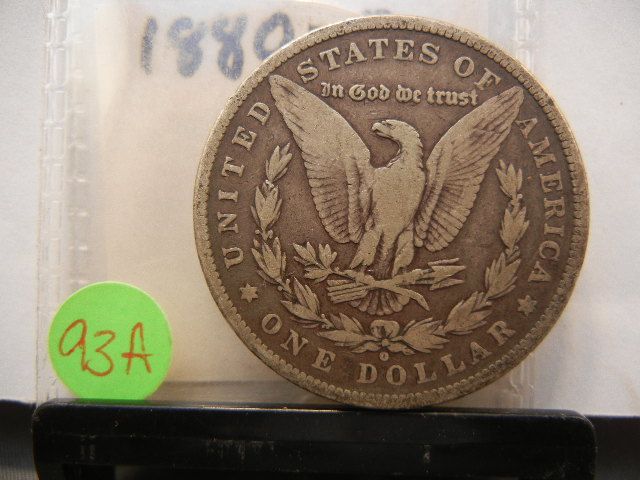 1880
UNITED STATES OF AMERICA
In God we trust
ONE DOLLAR
O
93A